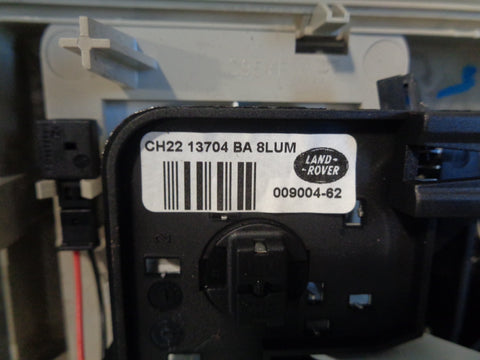 CH22 13704 BA 8LUM
LAND-
-ROVER
009004-62